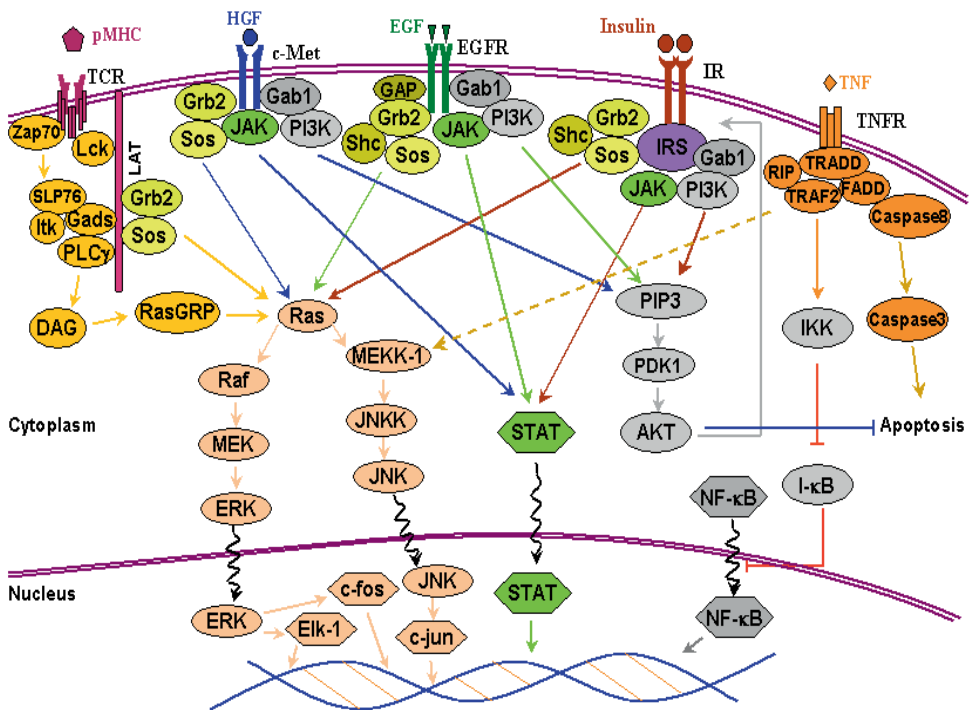 pMHC
TCR
Zap70
Lck
LAT
SLP76
Itk
Gads
PLCγ
Grb2
Sos
DAG
RasGRP
HGF
c-Met
Grb2
Gab1
Sos
JAK
PI3K
EGF
EGFR
GAP
Grb2
Gab1
Shc
Sos
JAK
PI3K
Insulin
IR
Shc
Grb2
Sos
IRS
Gab1
JAK
PI3K
TNF
TNFR
RIP
TRADD
TRAF2
FADD
Caspase8
Ras
PIP3
IKK
Caspase3
Raf
MEKK-1
PDK1
Cytoplasm
MEK
JNKK
STAT
AKT
Apoptosis
ERK
JNK
NF-κB
I-κB
Nucleus
ERK
c-fos
Elk-1
JNK
c-jun
STAT
NF-κB